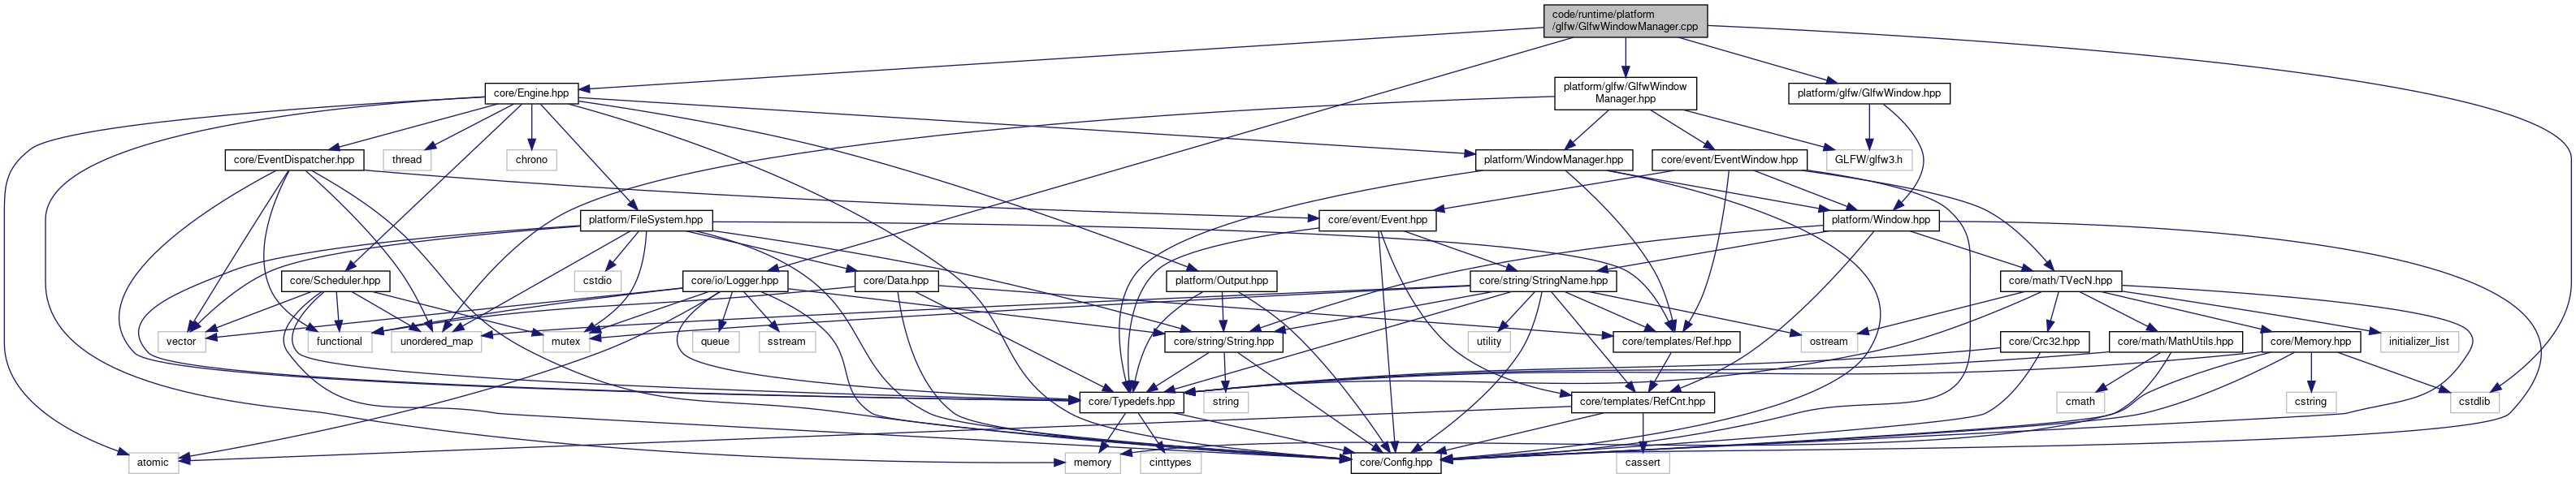 code/runtime/platform
/glfw/GlfwWindowManager.cpp
core/Engine.hpp
platform/glfw/GlfwWindow
Manager.hpp
platform/glfw/GlfwWindow.hpp
core/EventDispatcher.hpp
thread
chrono
platform/WindowManager.hpp
core/event/EventWindow.hpp
GLFW/glfw3.h
platform/FileSystem.hpp
core/event/Event.hpp
platform/Window.hpp
core/Scheduler.hpp
cstdio
core/io/Logger.hpp
core/Data.hpp
platform/Output.hpp
core/string/StringName.hpp
core/math/TVecN.hpp
vector
functional
unordered_map
mutex
queue
sstream
core/string/String.hpp
utility
core/templates/Ref.hpp
ostream
core/Crc32.hpp
core/math/MathUtils.hpp
core/Memory.hpp
initializer_list
core/Typedefs.hpp
string
core/templates/RefCnt.hpp
cmath
cstring
cstdlib
atomic
memory
cinttypes
core/Config.hpp
cassert